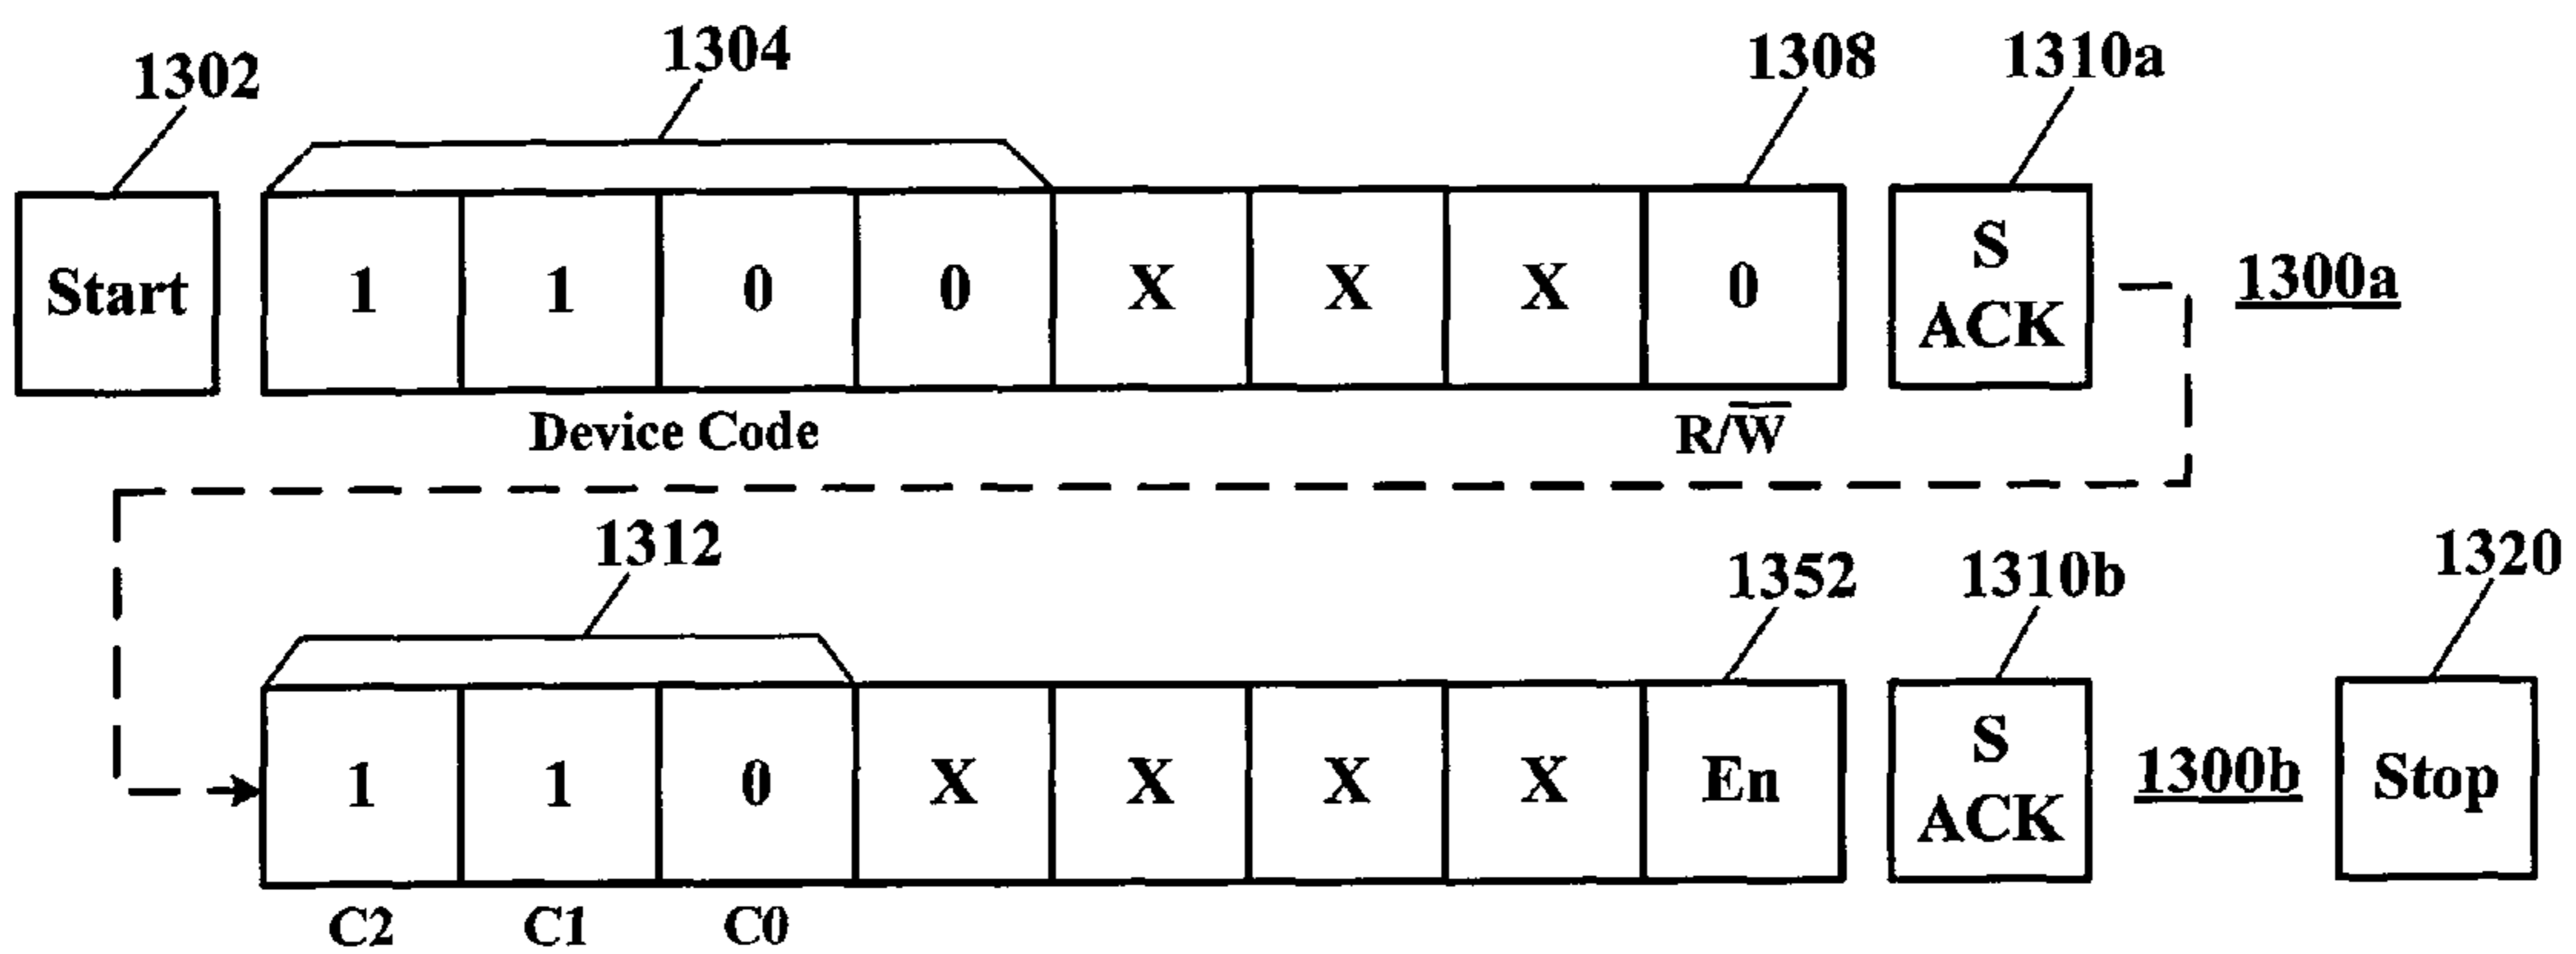 1302 1304 1308 1310a
Start 1 1 0 0 X X X 0 S ACK 1300a
Device Code R/W̅
1312 1352 1310b 1320
1 1 0 X X X X En S ACK 1300b Stop
C2 C1 C0